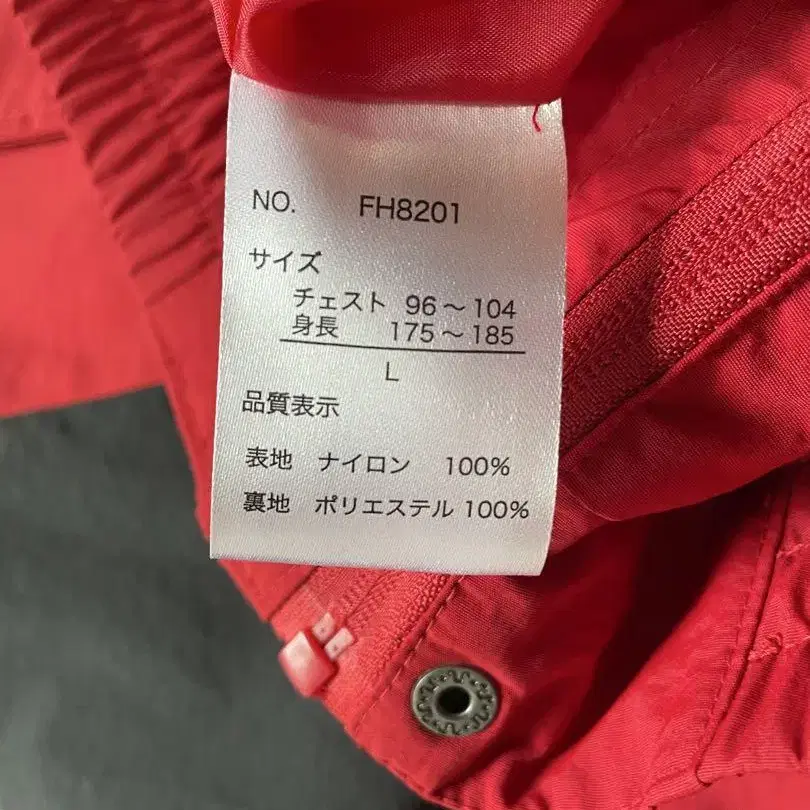 NO. FH8201
サイズ
チェスト 96～104
身長 175～185
L
品質表示
表地 ナイロン 100%
裏地 ポリエステル 100%